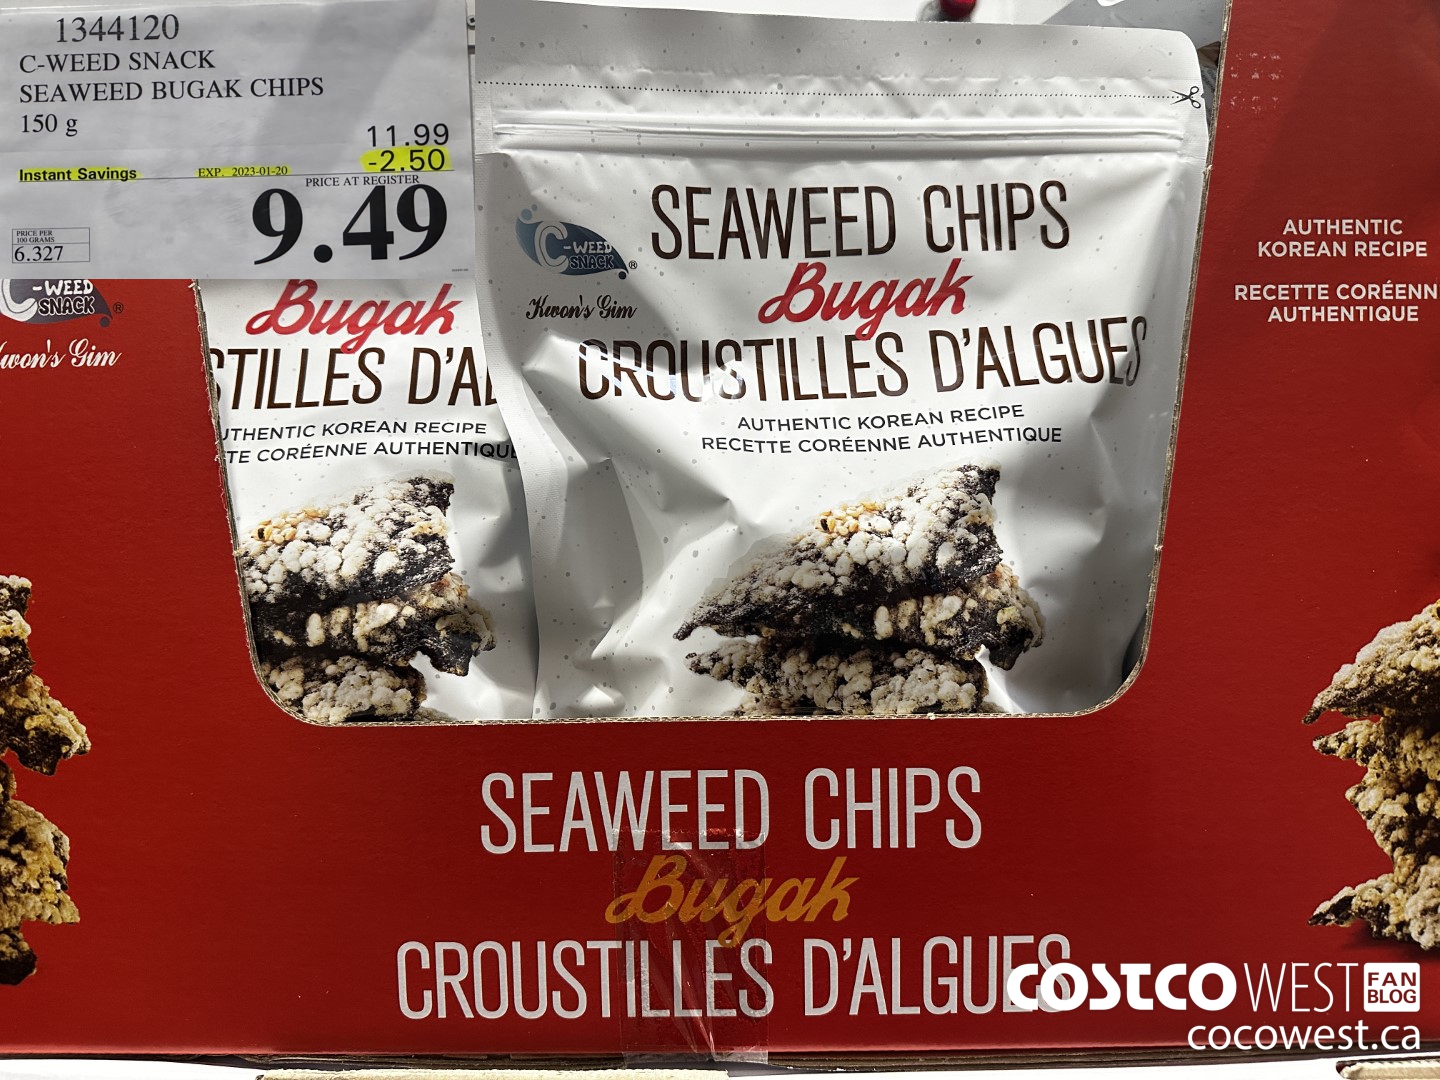 1344120
C-WEED SNACK
SEAWEED BUGAK CHIPS
150 g
11.99
-2.50
Instant Savings EXP. 2023-01-20
PRICE AT REGISTER
9.49
PRICE PER
100 GRAMS
6.327
C-WEED
SNACK ®
Kwon's Gim
SEAWEED CHIPS
Bugak
CROUSTILLES D'ALGUES
AUTHENTIC KOREAN RECIPE
RECETTE CORÉENNE AUTHENTIQUE
-WEED
SNACK ®
won's Gim
Bugak
STILLES D'AL
UTHENTIC KOREAN RECIPE
TE CORÉENNE AUTHENTIQU
AUTHENTIC
KOREAN RECIPE
RECETTE CORÉENN
AUTHENTIQUE
SEAWEED CHIPS
Bugak
CROUSTILLES D'ALGUES
COSTCO WEST FAN
BLOG
cocowest.ca